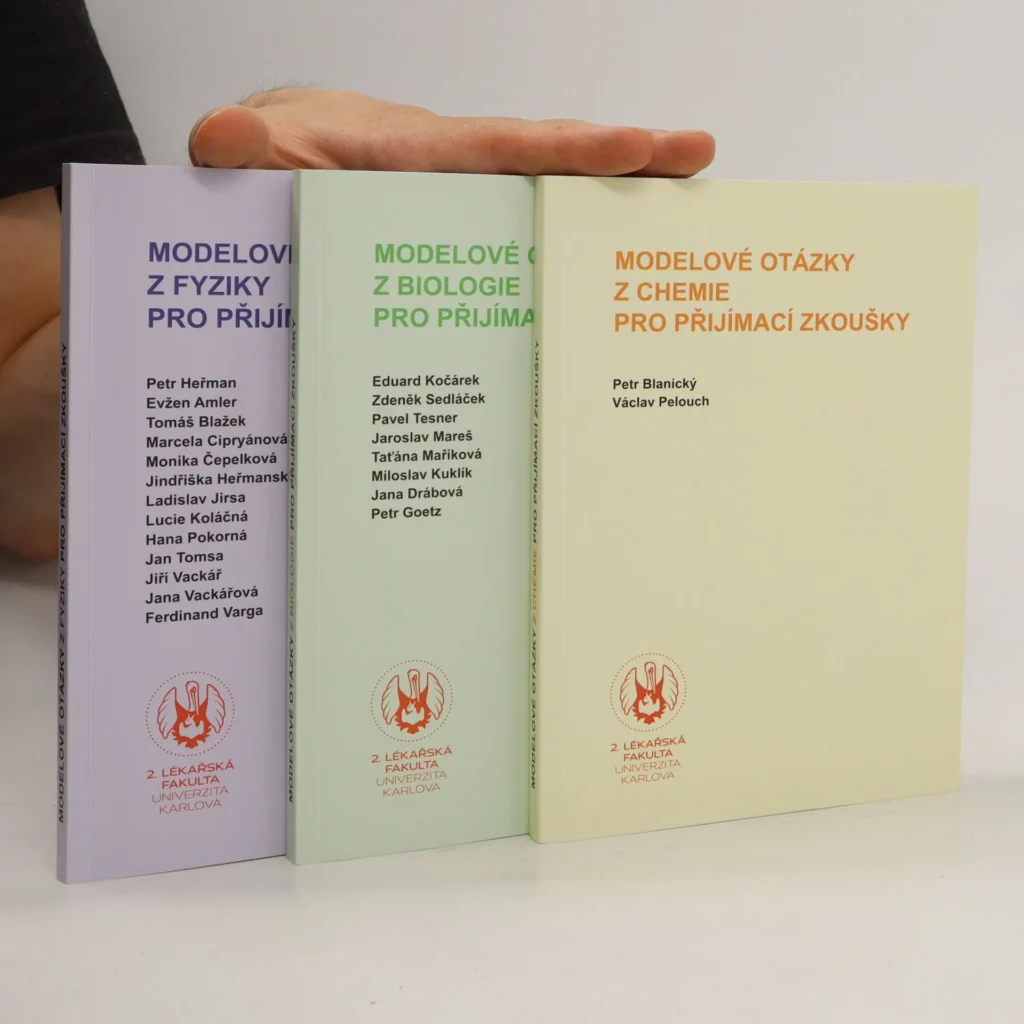 MODELOVÉ OTÁZKY Z FYZIKY PRO PŘIJÍMACÍ ZKOUŠKY
MODELOVÉ
Z FYZIKY
PRO PŘIJÍM
Petr Heřman
Evžen Amler
Tomáš Blažek
Marcela Cipryánová
Monika Čepelková
Jindřiška Heřmansk
Ladislav Jirsa
Lucie Koláčná
Hana Pokorná
Jan Tomsa
Jiří Vackář
Jana Vackářová
Ferdinand Varga
2. LÉKAŘSKÁ
FAKULTA
UNIVERZITA
KARLOVA
MODELOVÉ OTÁZKY Z BIOLOGIE PRO PŘIJÍMACÍ ZKOUŠKY
MODELOVÉ O
Z BIOLOGIE
PRO PŘIJÍMA
Eduard Kočárek
Zdeněk Sedláček
Pavel Tesner
Jaroslav Mareš
Taťána Maříková
Miloslav Kuklík
Jana Drábová
Petr Goetz
2. LÉKAŘSKÁ
FAKULTA
UNIVERZITA
KARLOVA
MODELOVÉ OTÁZKY Z CHEMIE PRO PŘIJÍMACÍ ZKOUŠKY
MODELOVÉ OTÁZKY
Z CHEMIE
PRO PŘIJÍMACÍ ZKOUŠKY
Petr Blanický
Václav Pelouch
2. LÉKAŘSKÁ
FAKULTA
UNIVERZITA
KARLOVA